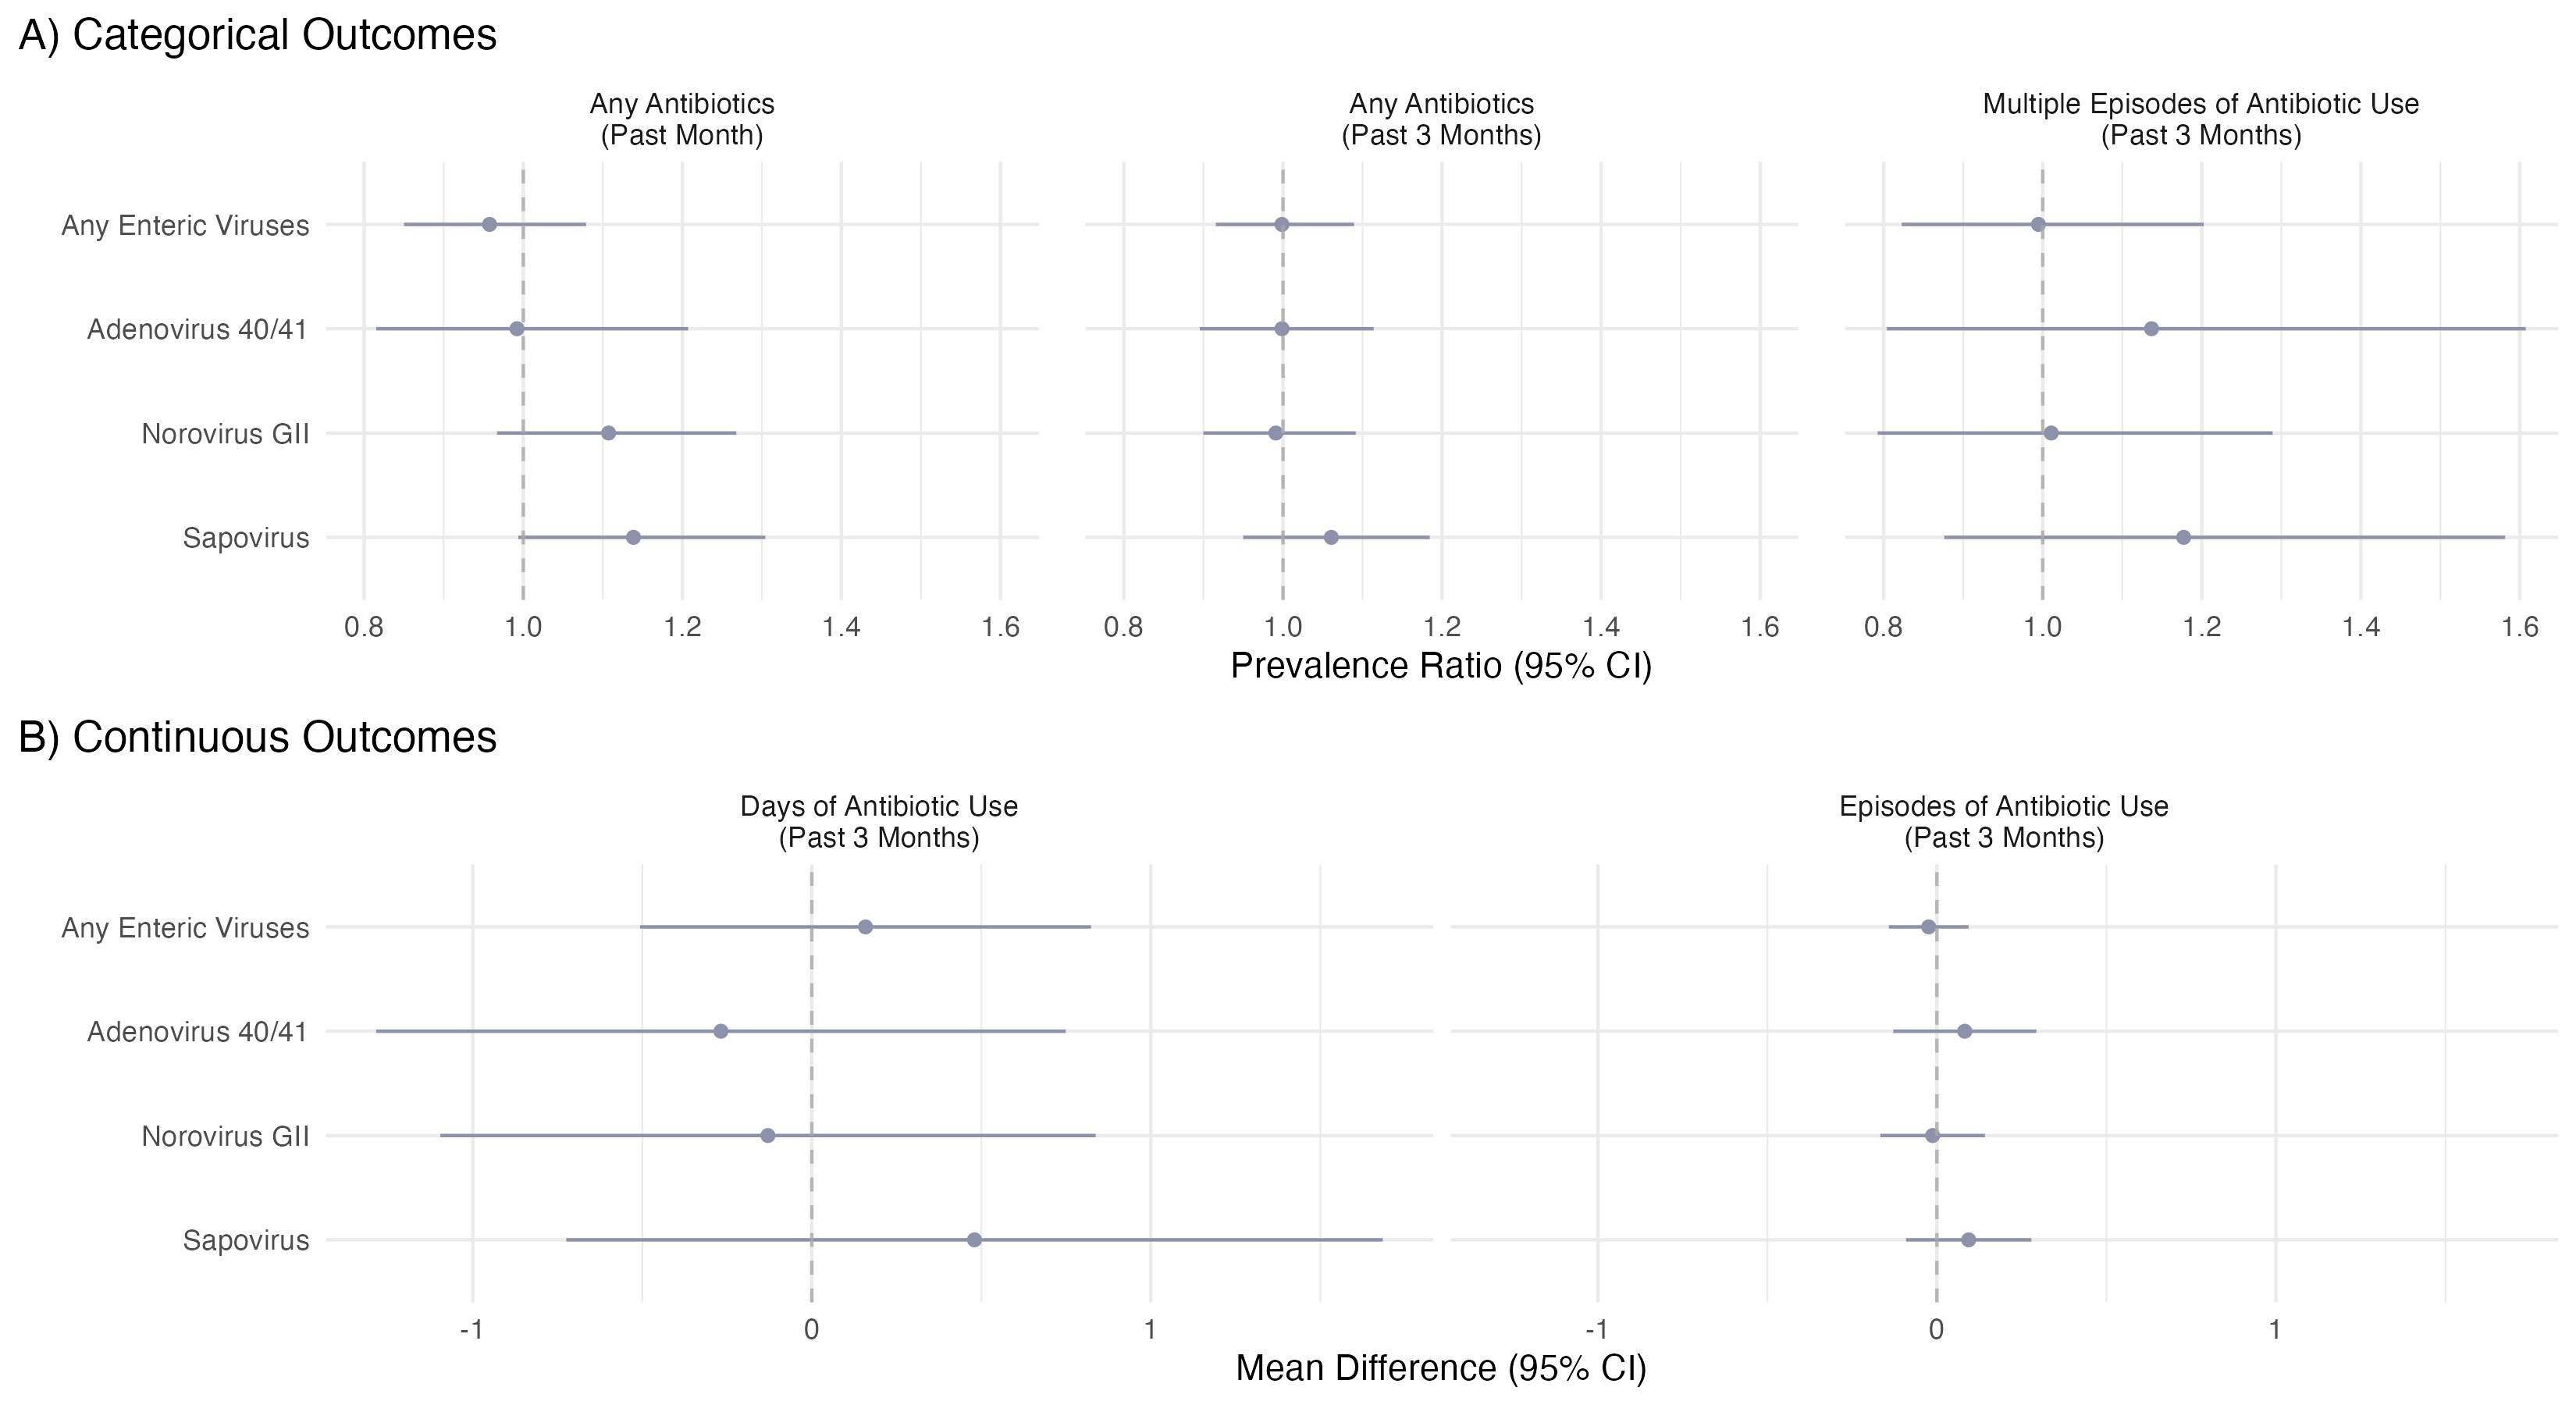 A) Categorical Outcomes
Any Antibiotics
(Past Month)
Any Antibiotics
(Past 3 Months)
Multiple Episodes of Antibiotic Use
(Past 3 Months)
Any Enteric Viruses
Adenovirus 40/41
Norovirus GII
Sapovirus
0.8 1.0 1.2 1.4 1.6
0.8 1.0 1.2 1.4 1.6
0.8 1.0 1.2 1.4 1.6
Prevalence Ratio (95% CI)
B) Continuous Outcomes
Days of Antibiotic Use
(Past 3 Months)
Episodes of Antibiotic Use
(Past 3 Months)
Any Enteric Viruses
Adenovirus 40/41
Norovirus GII
Sapovirus
-1 0 1
-1 0 1
Mean Difference (95% CI)